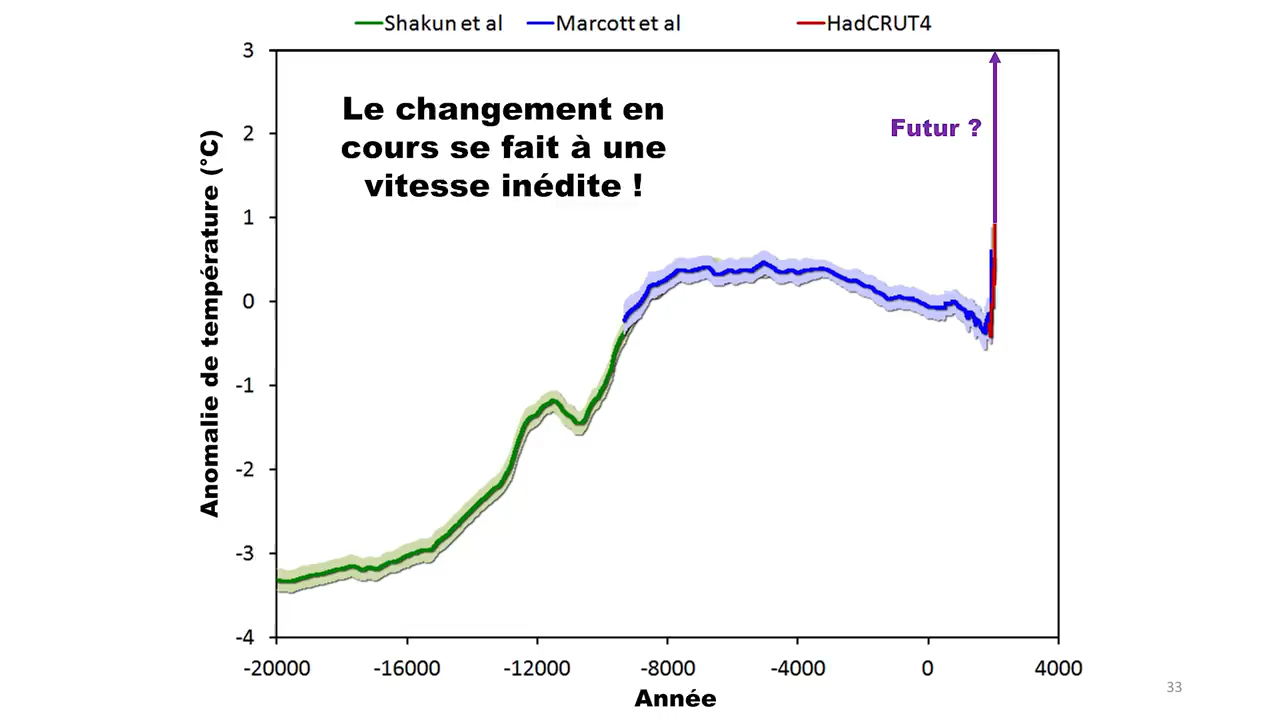 Shakun et al
Marcott et al
HadCRUT4
3
2
1
0
-1
-2
-3
-4
Anomalie de température (°C)
Le changement en
cours se fait à une
vitesse inédite !
Futur ?
-20000
-16000
-12000
-8000
-4000
0
4000
Année
33